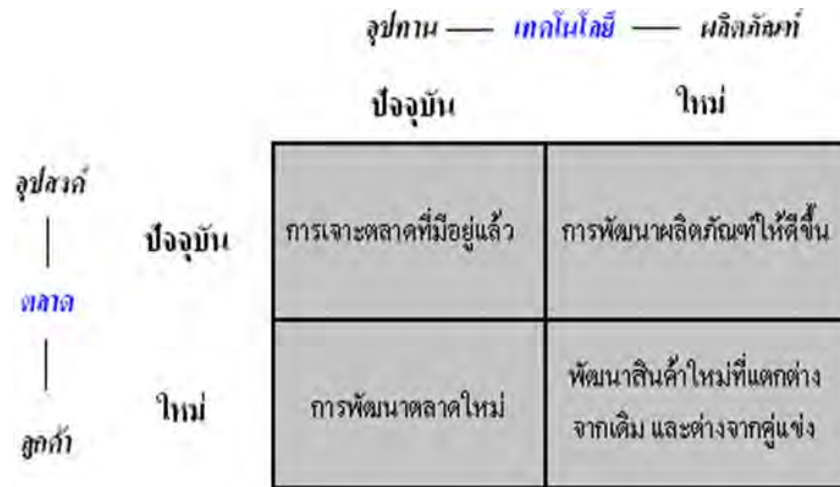 อุปทาน — เทคโนโลยี — ผลิตภัณฑ์
ปัจจุบัน ใหม่
อุปสงค์
ปัจจุบัน
การเจาะตลาดที่มีอยู่แล้ว การพัฒนาผลิตภัณฑ์ให้ดีขึ้น
ตลาด
ใหม่
การพัฒนาตลาดใหม่
พัฒนาสินค้าใหม่ที่แตกต่าง
จากเดิม และต่างจากคู่แข่ง
ลูกค้า